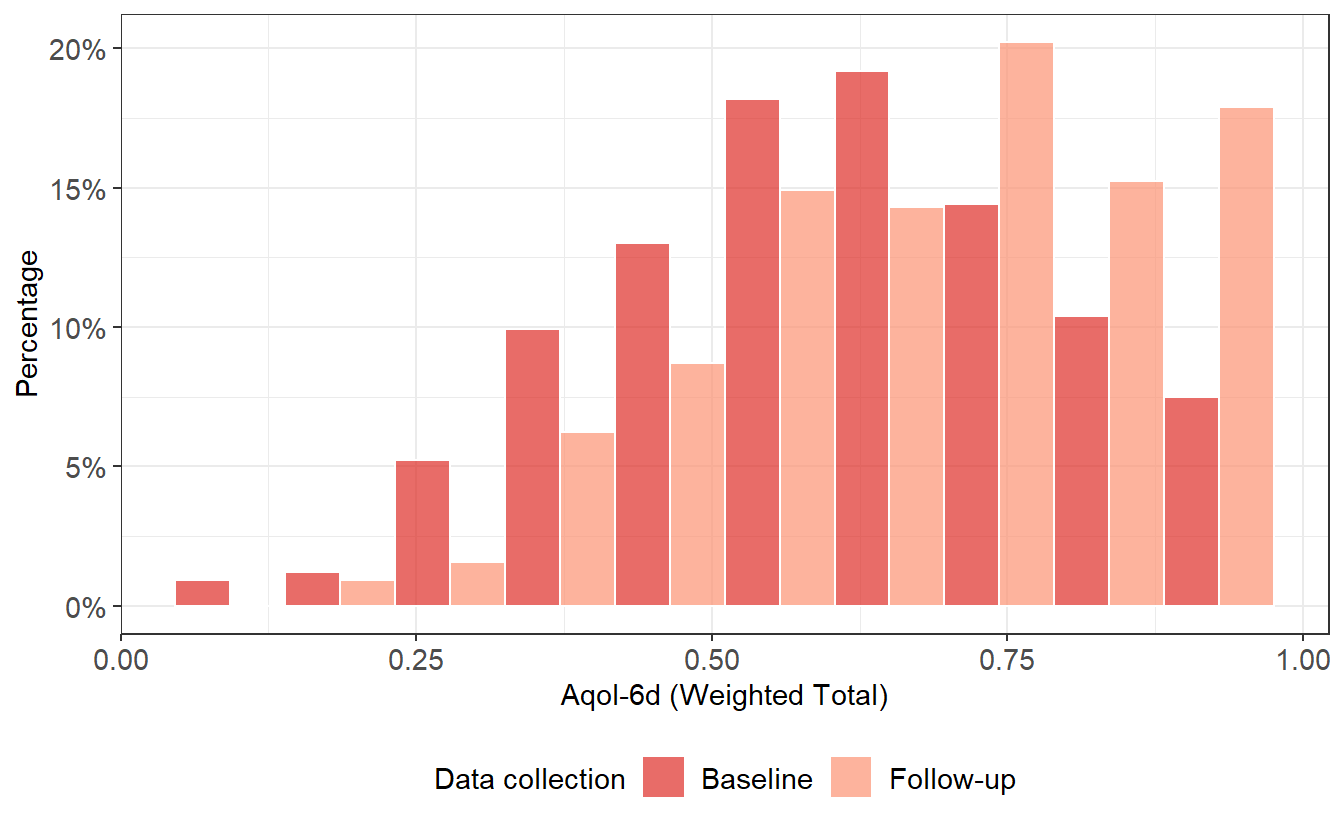 20%
15%
10%
5%
0%
Percentage
0.00 0.25 0.50 0.75 1.00
Aqol-6d (Weighted Total)
Data collection Baseline Follow-up